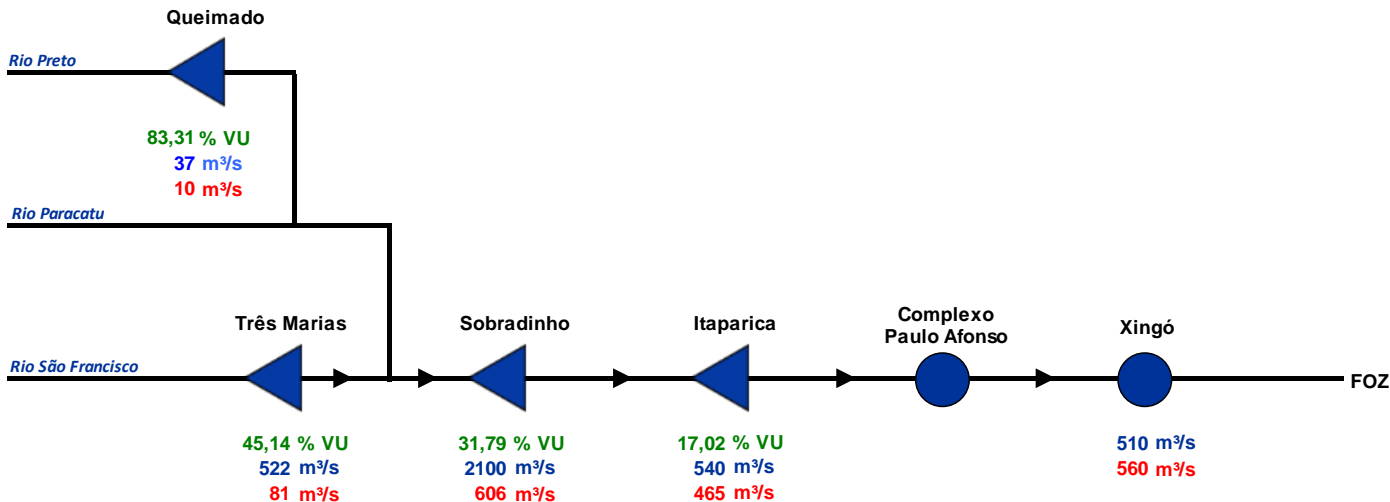 Queimado
Rio Preto
83,31 % VU
37 m³/s
10 m³/s
Rio Paracatu
Três Marias
Sobradinho
Itaparica
Complexo
Paulo Afonso
Xingó
Rio São Francisco
FOZ
45,14 % VU
522 m³/s
81 m³/s
31,79 % VU
2100 m³/s
606 m³/s
17,02 % VU
540 m³/s
465 m³/s
510 m³/s
560 m³/s